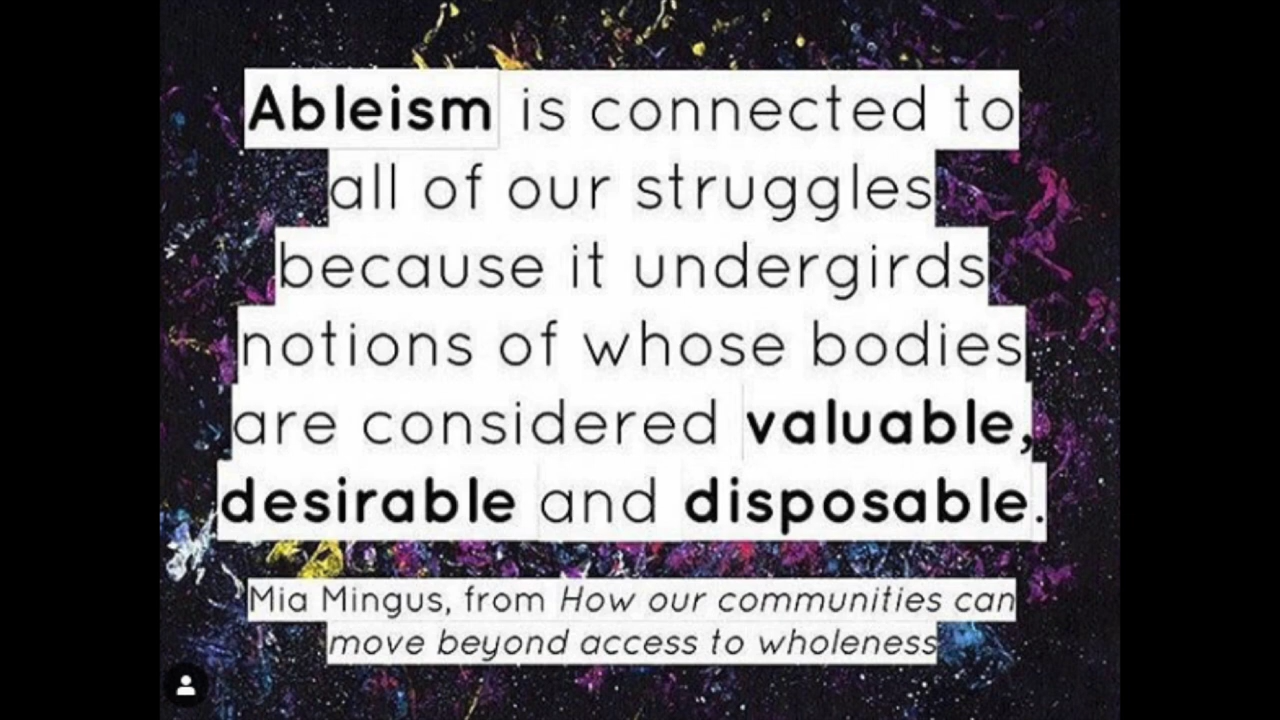 Ableism is connected to
all of our struggles
because it undergirds
notions of whose bodies
are considered valuable,
desirable and disposable.
Mia Mingus, from How our communities can
move beyond access to wholeness